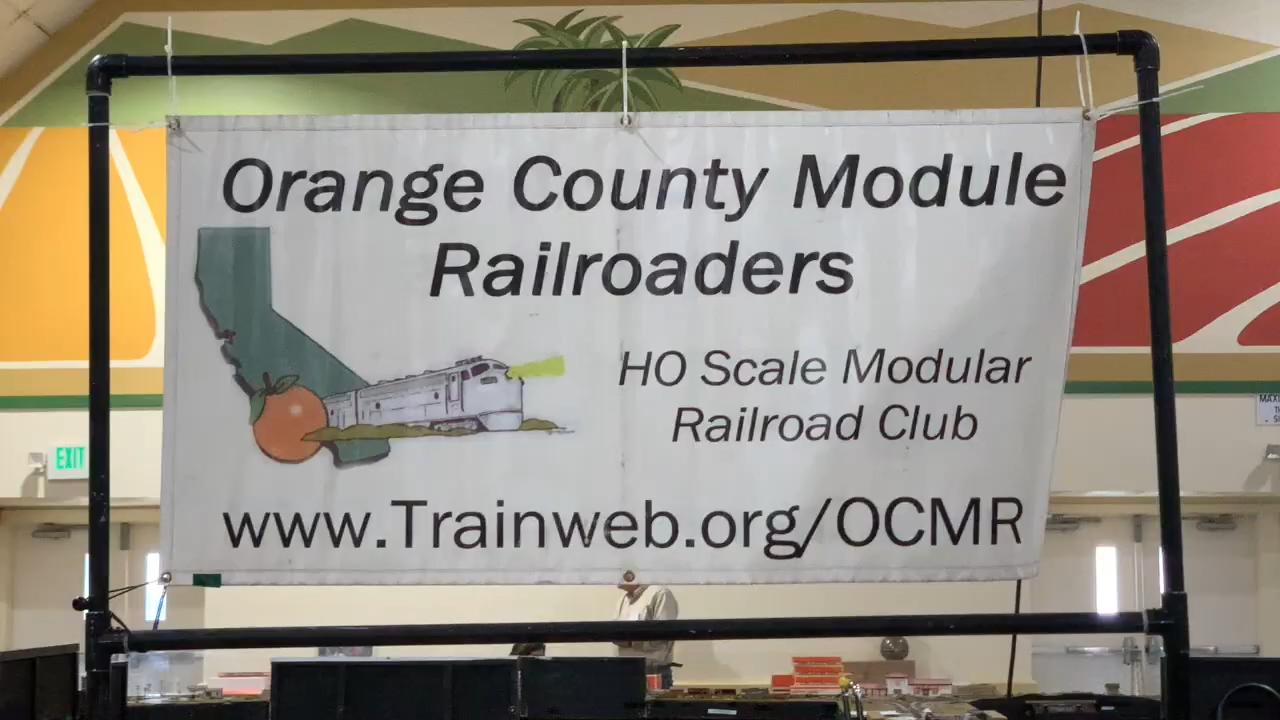 Orange County Module
Railroaders
HO Scale Modular
Railroad Club
www.Trainweb.org/OCMR
EXIT